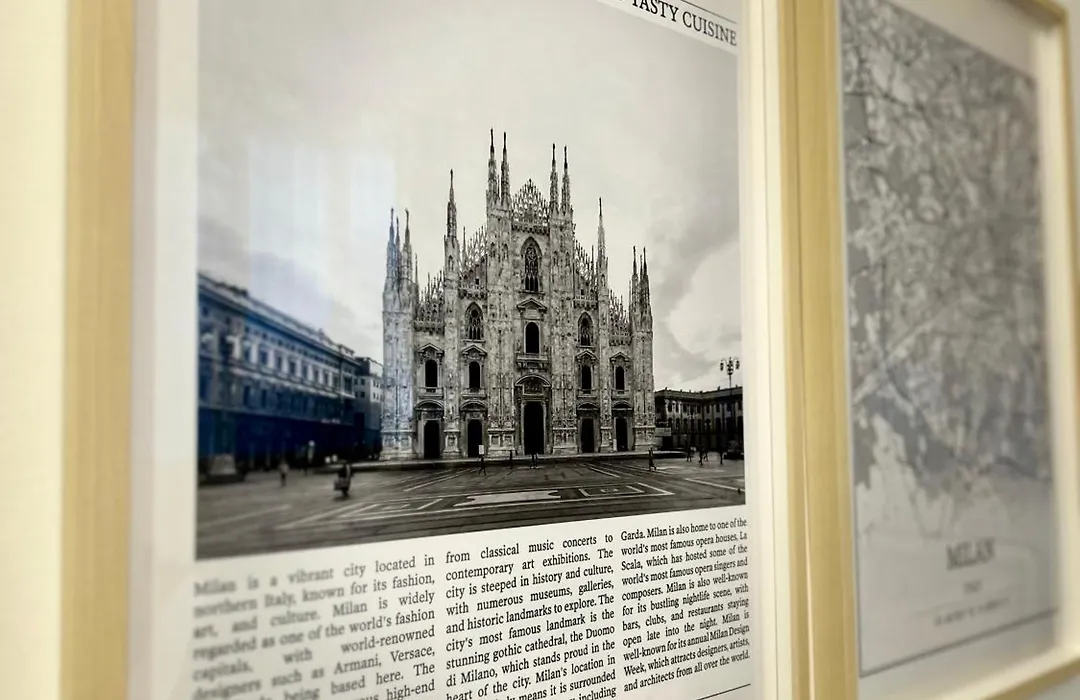 TASTY CUISINE
Milan is a vibrant city located in
northern Italy, known for its fashion,
art, and culture. Milan is widely
regarded as one of the world's fashion
capitals, with world-renowned
designers such as Armani, Versace,
being based here. The
high-end
from classical music concerts to
contemporary art exhibitions. The
city is steeped in history and culture,
with numerous museums, galleries,
and historic landmarks to explore. The
city's most famous landmark is the
stunning gothic cathedral, the Duomo
di Milano, which stands proud in the
heart of the city. Milan's location in
means it is surrounded
including
Garda. Milan is also home to one of the
world's most famous opera houses, La
Scala, which has hosted some of the
world's most famous opera singers and
composers. Milan is also well-known
for its bustling nightlife scene, with
bars, clubs, and restaurants staying
open late into the night. Milan is
well-known for its annual Milan Design
Week, which attracts designers, artists,
and architects from all over the world.
MILAN